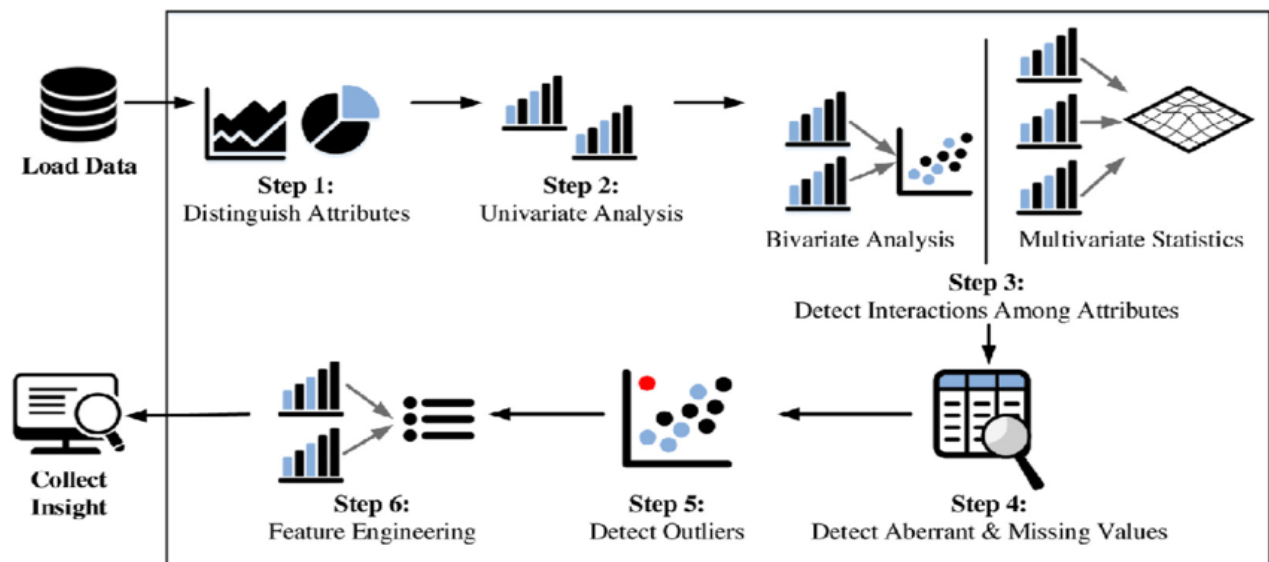 Load Data
Step 1:
Distinguish Attributes
Step 2:
Univariate Analysis
Bivariate Analysis
Multivariate Statistics
Step 3:
Detect Interactions Among Attributes
Step 4:
Detect Aberrant & Missing Values
Step 5:
Detect Outliers
Step 6:
Feature Engineering
Collect
Insight